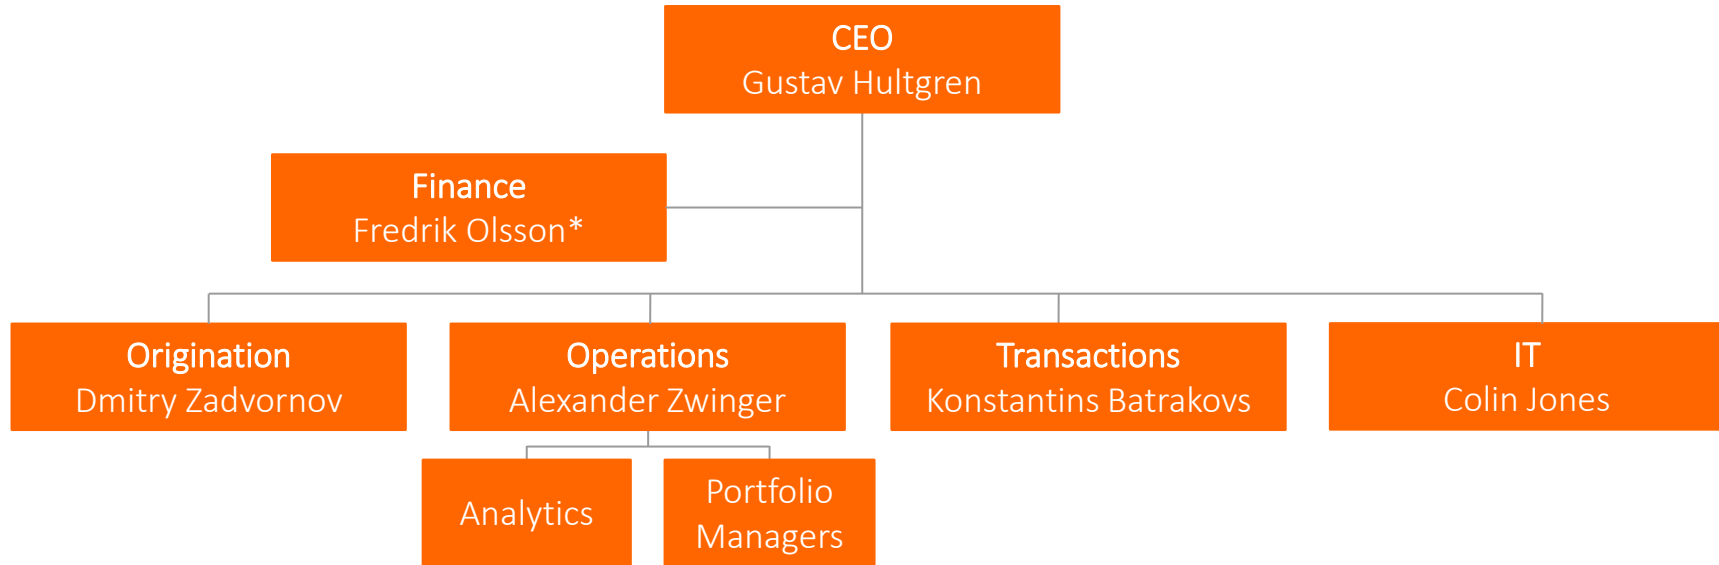 CEO
Gustav Hultgren
Finance
Fredrik Olsson*
Origination
Dmitry Zadvornov
Operations
Alexander Zwinger
Transactions
Konstantins Batrakovs
IT
Colin Jones
Analytics
Portfolio
Managers